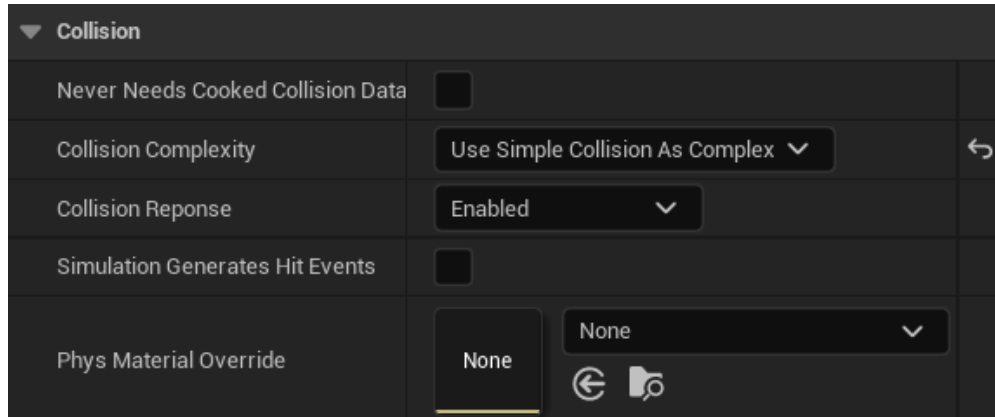 Collision
Never Needs Cooked Collision Data
Collision Complexity
Use Simple Collision As Complex
Collision Reponse
Enabled
Simulation Generates Hit Events
Phys Material Override
None
None